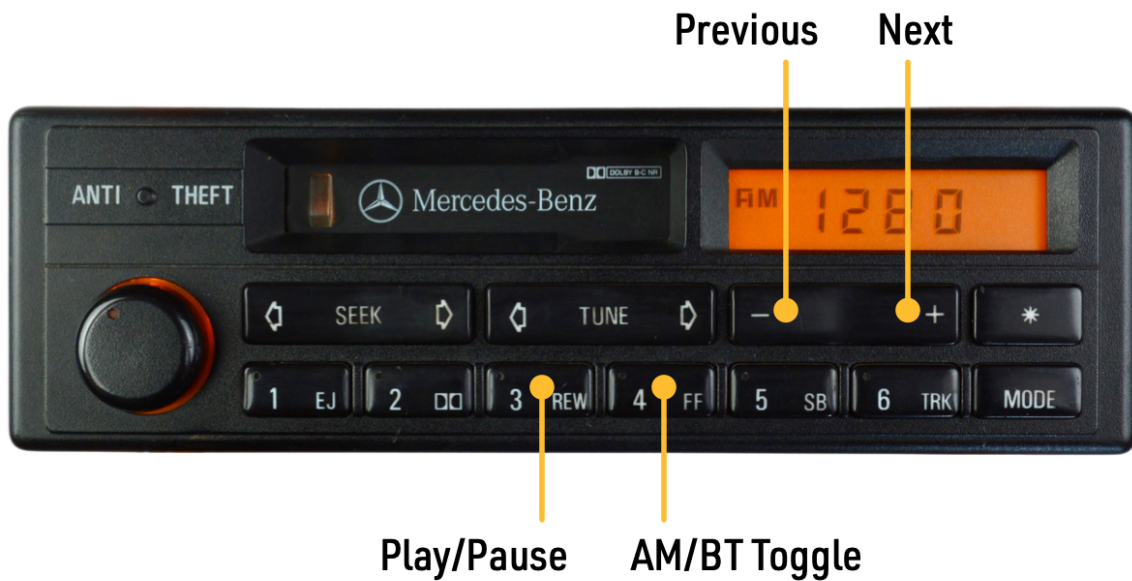 Previous Next
ANTI THEFT
DOLBY B-C NR
Mercedes-Benz
AM 1280
SEEK TUNE − + ✷
1 EJ 2 3 REW 4 FF 5 SB 6 TRK MODE
Play/Pause AM/BT Toggle